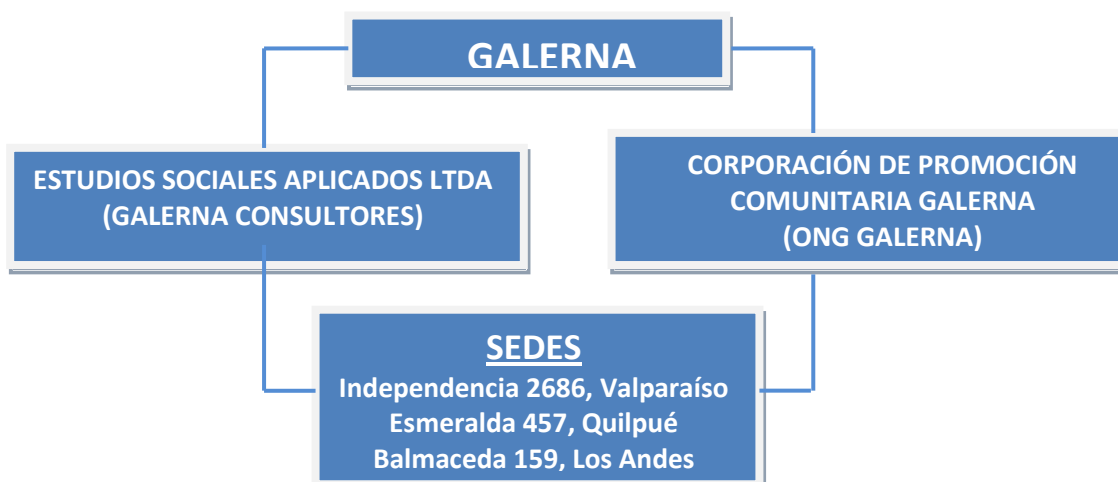 GALERNA
ESTUDIOS SOCIALES APLICADOS LTDA
(GALERNA CONSULTORES)
CORPORACIÓN DE PROMOCIÓN
COMUNITARIA GALERNA
(ONG GALERNA)
SEDES
Independencia 2686, Valparaíso
Esmeralda 457, Quilpué
Balmaceda 159, Los Andes